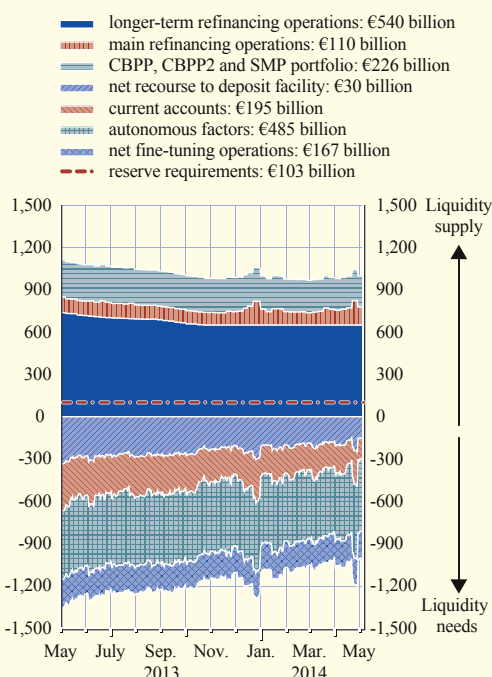 longer-term refinancing operations: €540 billion
main refinancing operations: €110 billion
CBPP, CBPP2 and SMP portfolio: €226 billion
net recourse to deposit facility: €30 billion
current accounts: €195 billion
autonomous factors: €485 billion
net fine-tuning operations: €167 billion
reserve requirements: €103 billion
1,500 1,500 Liquidity
supply
1,200 1,200
900 900
600 600
300 300
0 0
-300 -300
-600 -600
-900 -900
-1,200 -1,200
Liquidity
needs
-1,500 -1,500
May July Sep. Nov. Jan. Mar. May
2013 2014